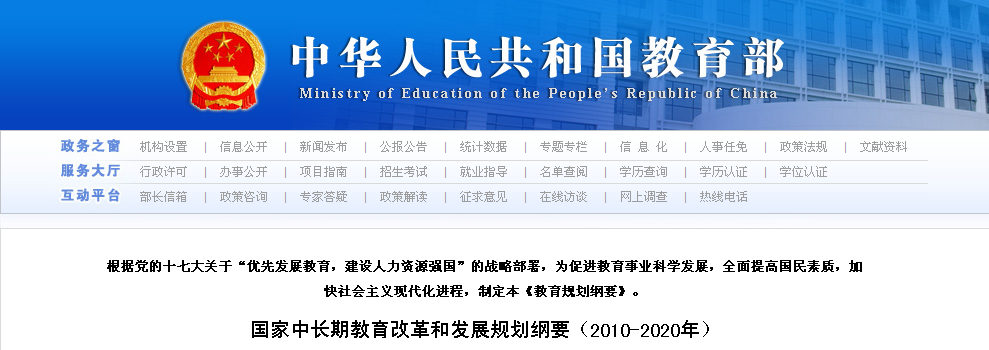 中华人民共和国教育部
Ministry of Education of the People's Republic of China
政务之窗 机构设置 | 信息公开 | 新闻发布 | 公报公告 | 统计数据 | 专题专栏 | 信 息 化 | 人事任免 | 政策法规 | 文献资料
服务大厅 行政许可 | 办事公开 | 项目指南 | 招生考试 | 就业指导 | 名单查阅 | 学历查询 | 学历认证 | 学位认证
互动平台 部长信箱 | 政策咨询 | 专家答疑 | 政策解读 | 征求意见 | 在线访谈 | 网上调查 | 热线电话
根据党的十七大关于“优先发展教育，建设人力资源强国”的战略部署，为促进教育事业科学发展，全面提高国民素质，加
快社会主义现代化进程，制定本《教育规划纲要》。
国家中长期教育改革和发展规划纲要（2010-2020年）